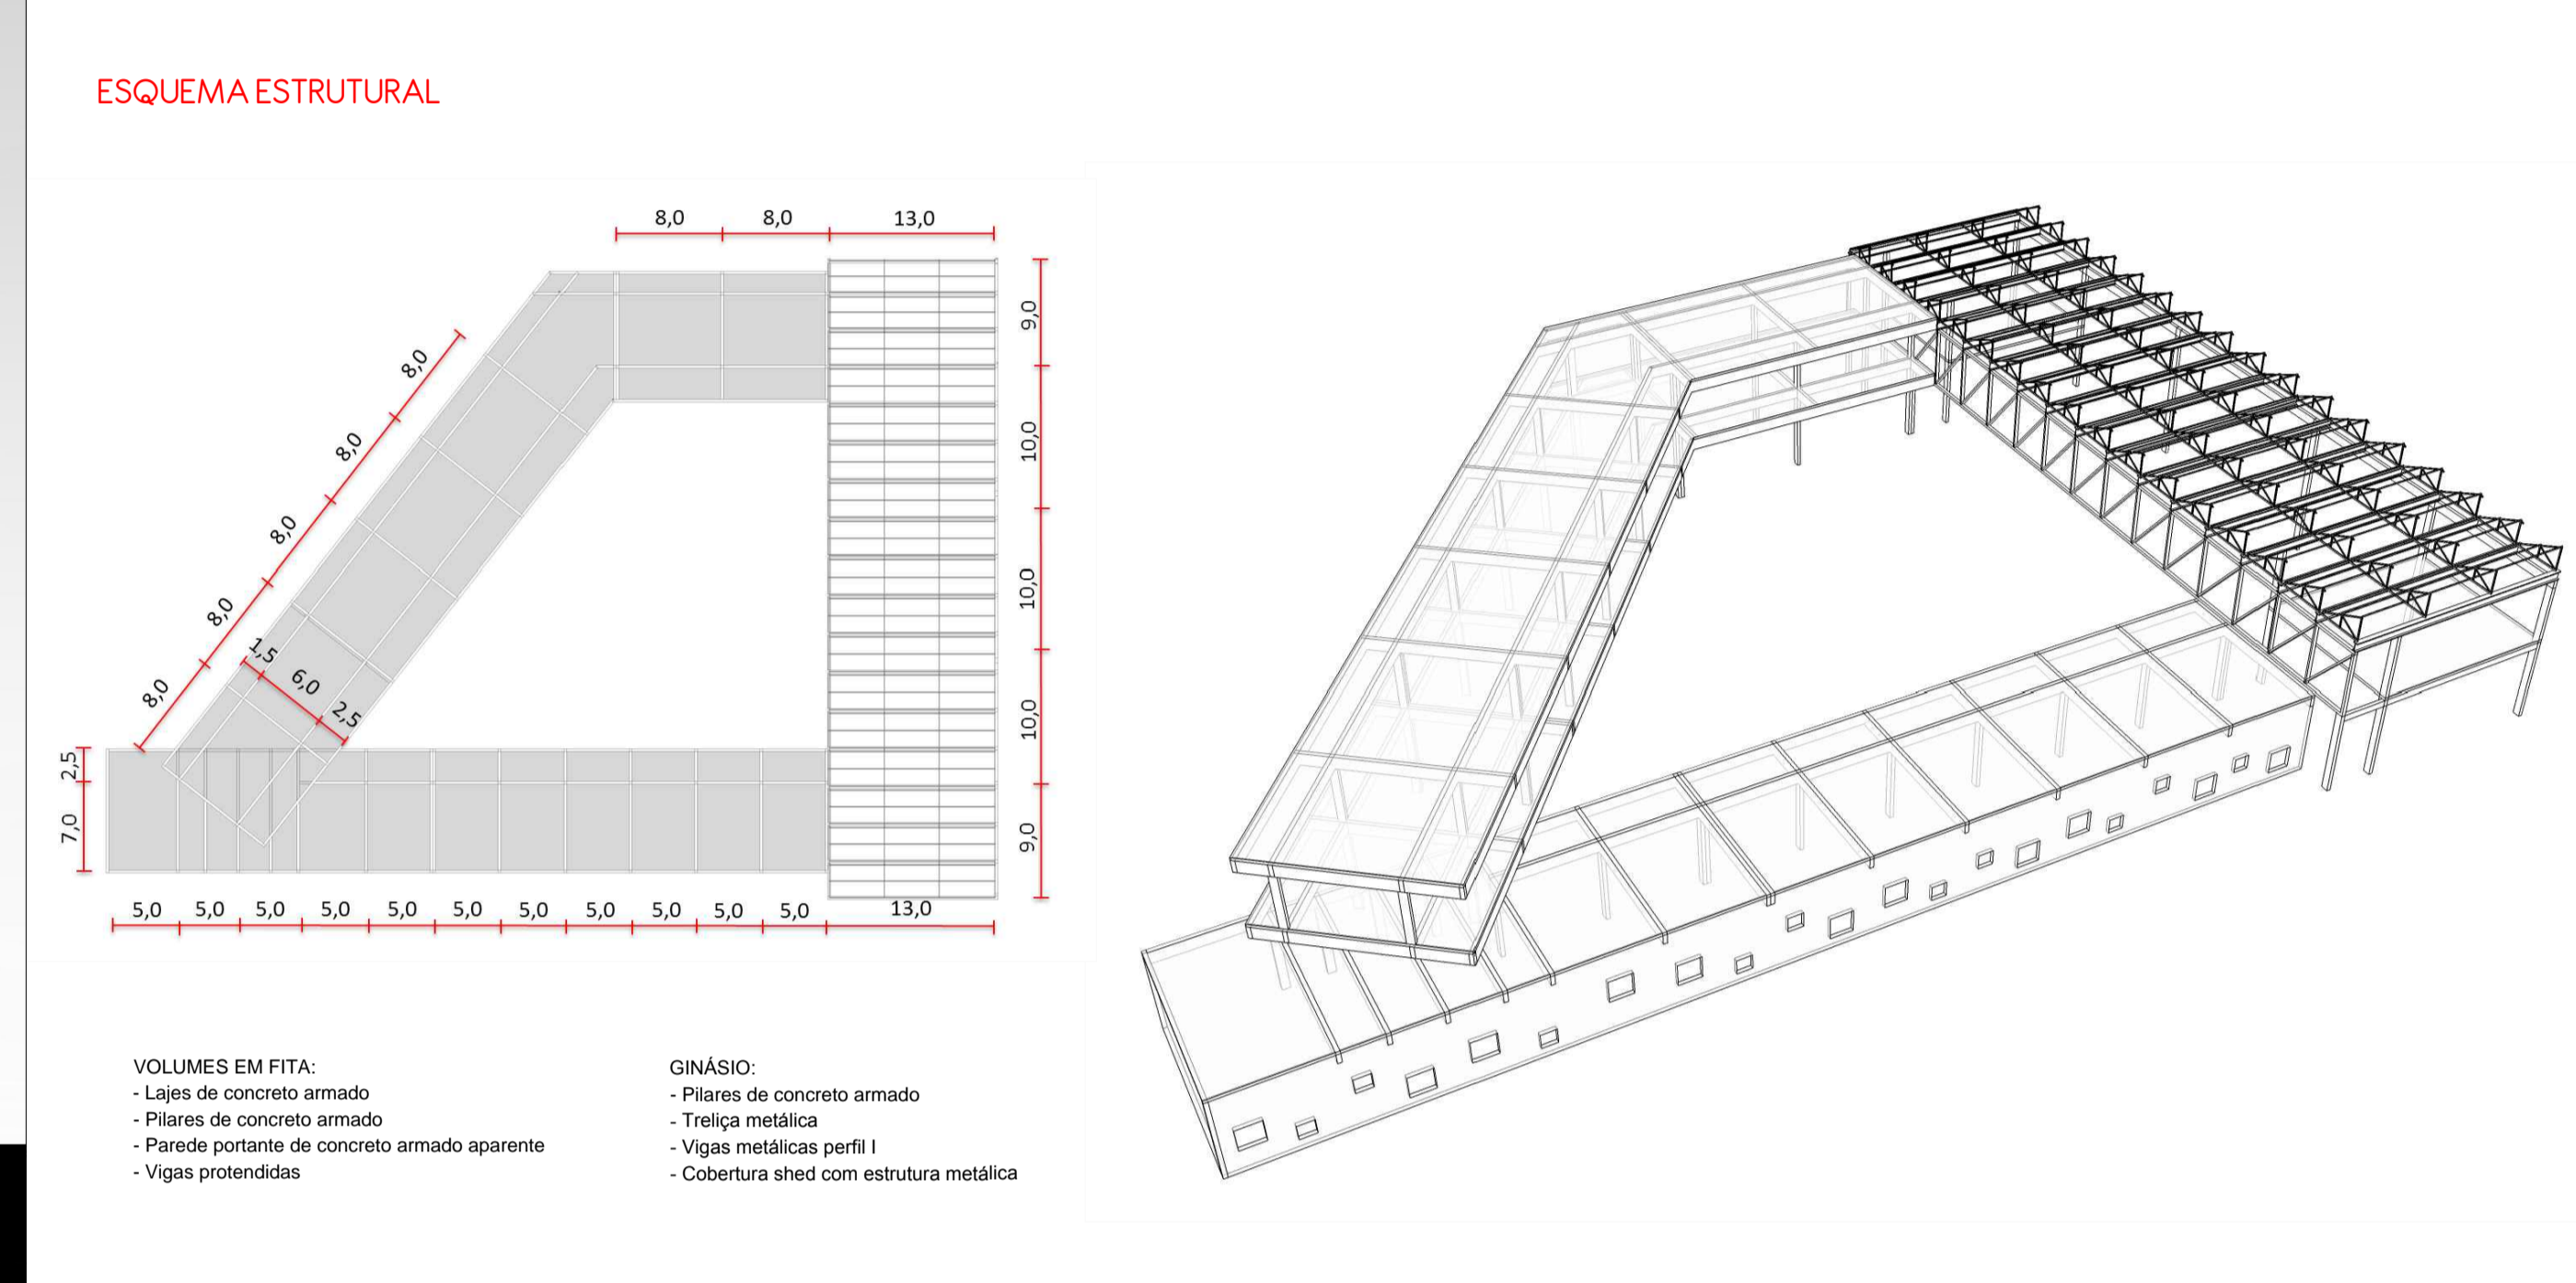 ESQUEMA ESTRUTURAL
8,0 8,0 13,0
9,0
10,0
10,0
10,0
9,0
8,0
8,0
8,0
8,0
8,0
1,5
6,0
2,5
2,5
7,0
5,0 5,0 5,0 5,0 5,0 5,0 5,0 5,0 5,0 5,0 5,0 13,0
VOLUMES EM FITA:
- Lajes de concreto armado
- Pilares de concreto armado
- Parede portante de concreto armado aparente
- Vigas protendidas
GINÁSIO:
- Pilares de concreto armado
- Treliça metálica
- Vigas metálicas perfil I
- Cobertura shed com estrutura metálica